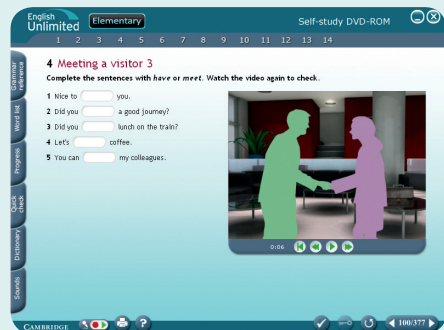 English
Unlimited
Elementary
Self-study DVD-ROM
1 2 3 4 5 6 7 8 9 10 11 12 13 14
Grammar
reference
Word list
Progress
Quick
check
Dictionary
Sounds
4 Meeting a visitor 3
Complete the sentences with have or meet. Watch the video again to check.
1 Nice to you.
2 Did you a good journey?
3 Did you lunch on the train?
4 Let's coffee.
5 You can my colleagues.
0:06
CAMBRIDGE
?
100/377